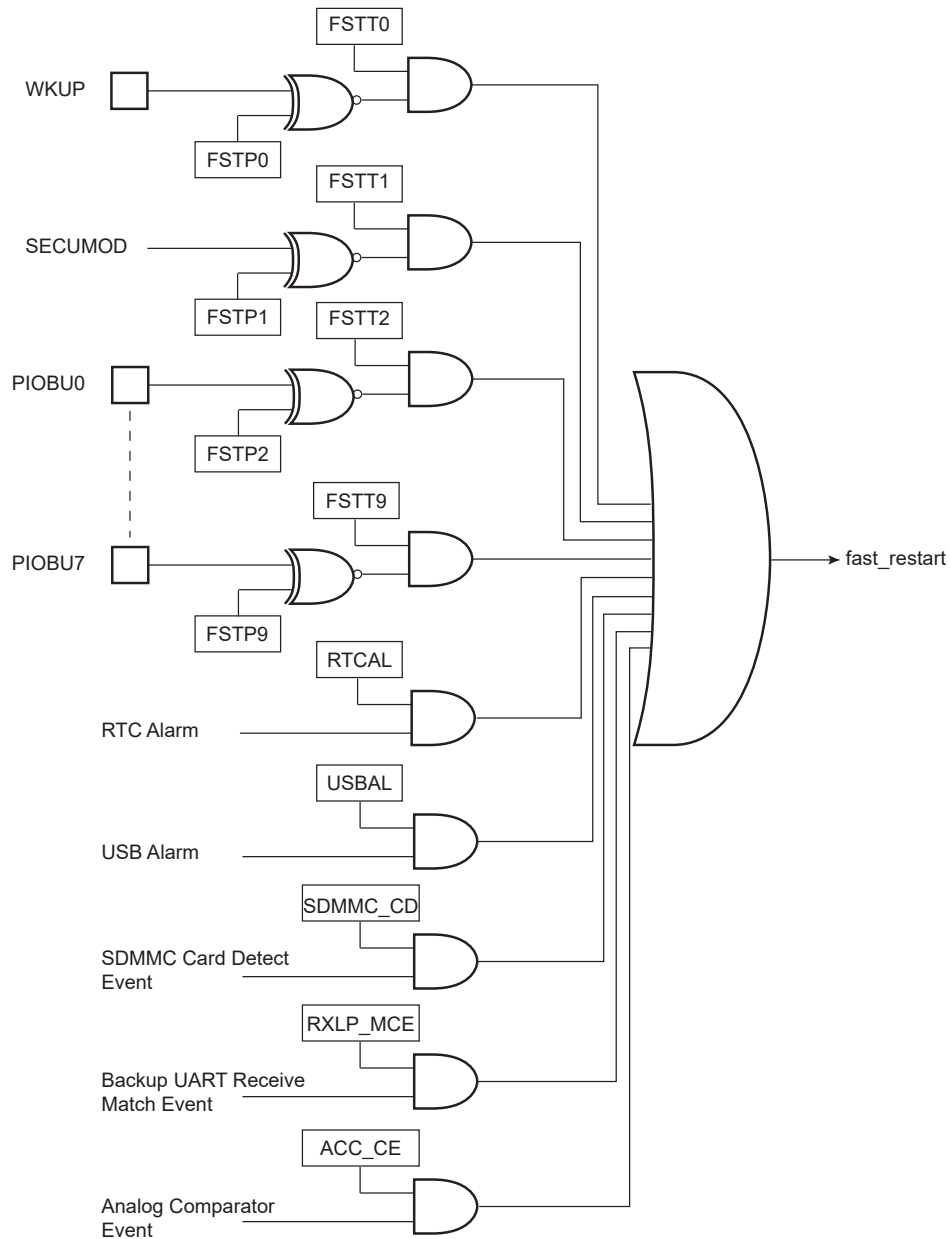 FSTT0
WKUP
FSTP0
FSTT1
SECUMOD
FSTP1
FSTT2
PIOBU0
FSTP2
FSTT9
PIOBU7
fast_restart
FSTP9
RTCAL
RTC Alarm
USBAL
USB Alarm
SDMMC_CD
SDMMC Card Detect
Event
RXLP_MCE
Backup UART Receive
Match Event
ACC_CE
Analog Comparator
Event